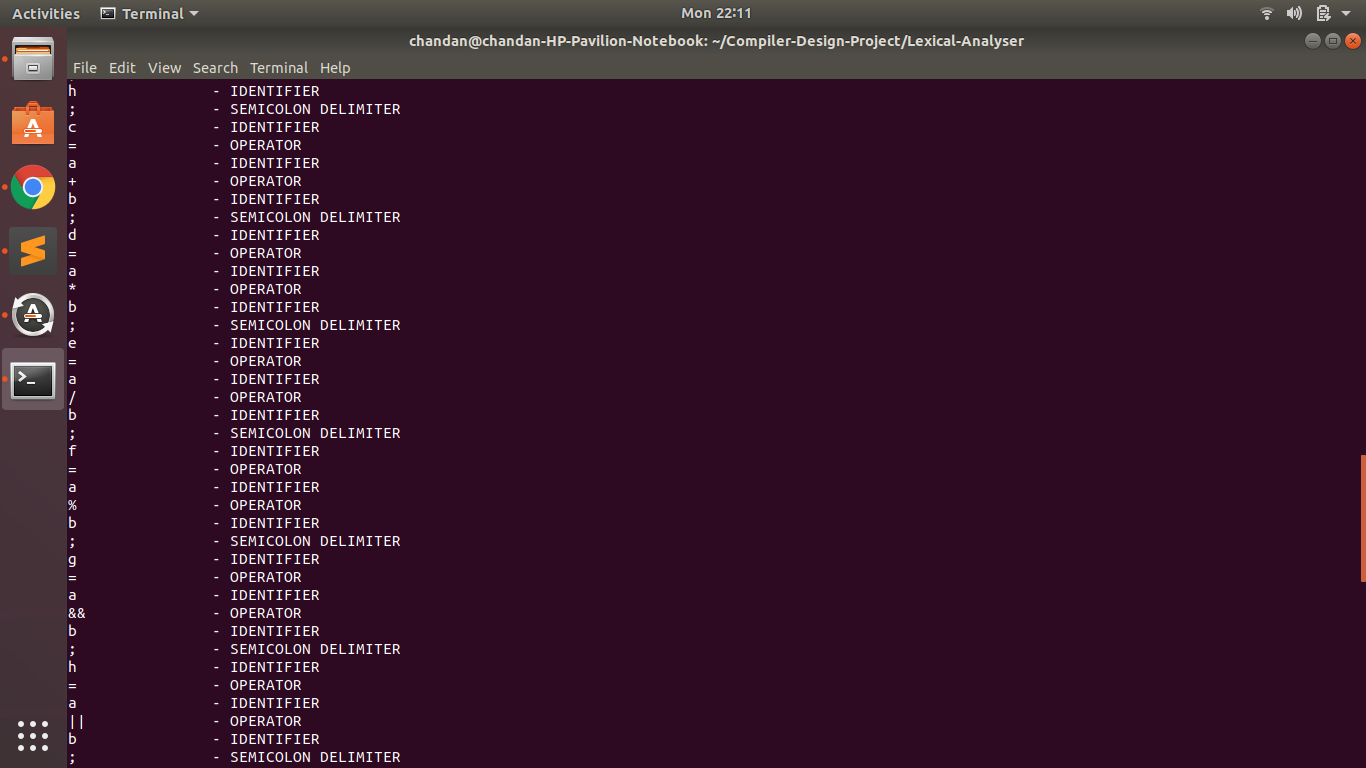 Activities Terminal Mon 22:11
chandan@chandan-HP-Pavilion-Notebook: ~/Compiler-Design-Project/Lexical-Analyser
File Edit View Search Terminal Help
h - IDENTIFIER
; - SEMICOLON DELIMITER
c - IDENTIFIER
= - OPERATOR
a - IDENTIFIER
+ - OPERATOR
b - IDENTIFIER
; - SEMICOLON DELIMITER
d - IDENTIFIER
= - OPERATOR
a - IDENTIFIER
* - OPERATOR
b - IDENTIFIER
; - SEMICOLON DELIMITER
e - IDENTIFIER
= - OPERATOR
a - IDENTIFIER
/ - OPERATOR
b - IDENTIFIER
; - SEMICOLON DELIMITER
f - IDENTIFIER
= - OPERATOR
a - IDENTIFIER
% - OPERATOR
b - IDENTIFIER
; - SEMICOLON DELIMITER
g - IDENTIFIER
= - OPERATOR
a - IDENTIFIER
&& - OPERATOR
b - IDENTIFIER
; - SEMICOLON DELIMITER
h - IDENTIFIER
= - OPERATOR
a - IDENTIFIER
|| - OPERATOR
b - IDENTIFIER
; - SEMICOLON DELIMITER